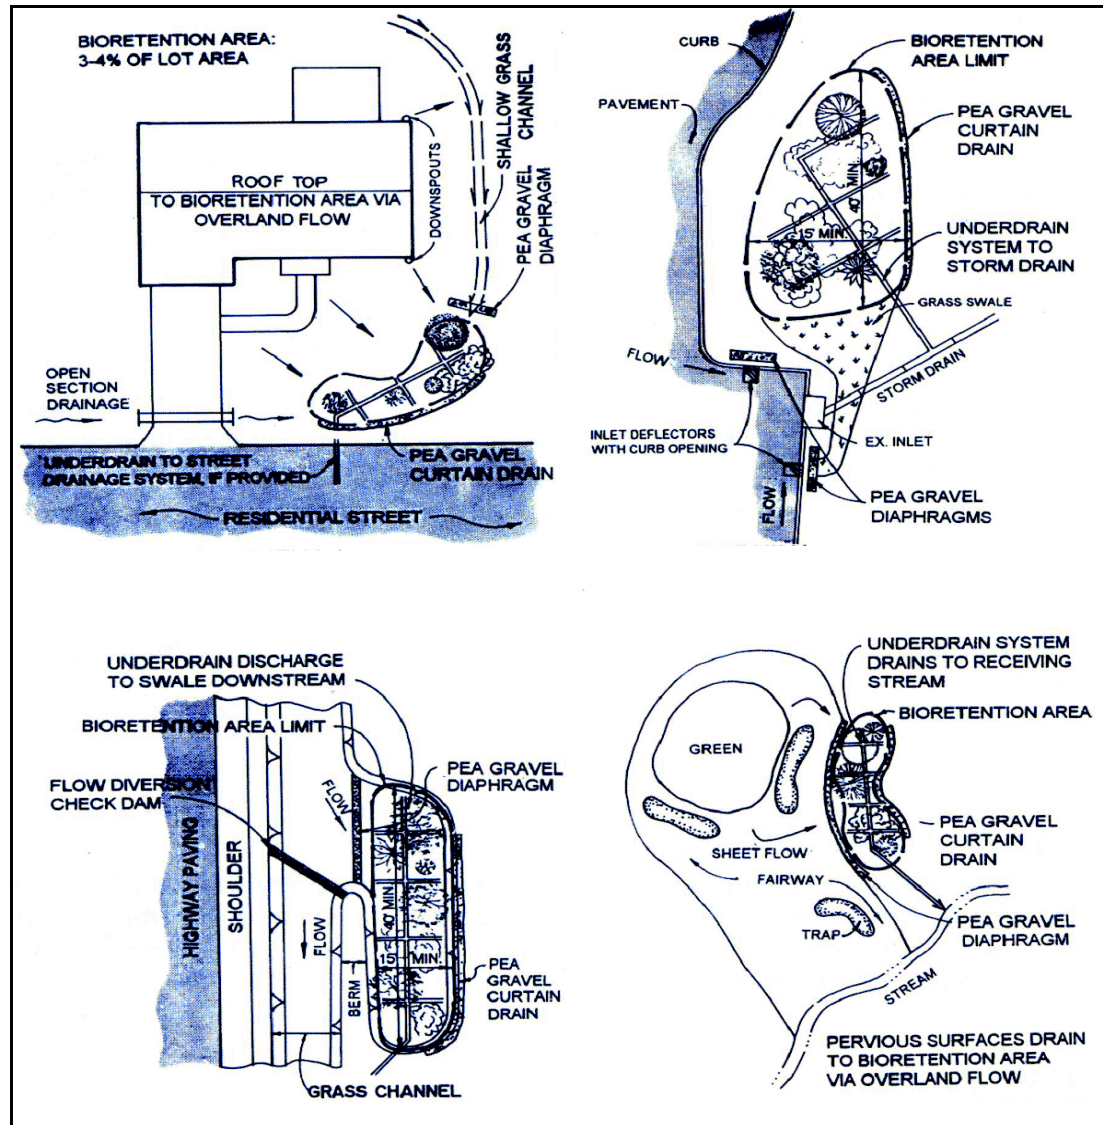 BIORETENTION AREA:
3-4% OF LOT AREA
SHALLOW GRASS
CHANNEL
PEA GRAVEL
DIAPHRAGM
DOWNSPOUTS
ROOF TOP
TO BIORETENTION AREA VIA
OVERLAND FLOW
OPEN
SECTION
DRAINAGE
UNDERDRAIN TO STREET
DRAINAGE SYSTEM, IF PROVIDED
PEA GRAVEL
CURTAIN DRAIN
RESIDENTIAL STREET
CURB
PAVEMENT
BIORETENTION
AREA LIMIT
PEA GRAVEL
CURTAIN
DRAIN
40' MIN.
15' MIN.
UNDERDRAIN
SYSTEM TO
STORM DRAIN
GRASS SWALE
FLOW
STORM DRAIN
INLET DEFLECTORS
WITH CURB OPENING
EX. INLET
FLOW
PEA GRAVEL
DIAPHRAGMS
UNDERDRAIN DISCHARGE
TO SWALE DOWNSTREAM
BIORETENTION AREA LIMIT
FLOW DIVERSION
CHECK DAM
PEA GRAVEL
DIAPHRAGM
FLOW
HIGHWAY PAVING
SHOULDER
FLOW
BERM
40' MIN.
15' MIN.
PEA
GRAVEL
CURTAIN
DRAIN
GRASS CHANNEL
UNDERDRAIN SYSTEM
DRAINS TO RECEIVING
STREAM
BIORETENTION AREA
GREEN
PEA GRAVEL
CURTAIN
DRAIN
SHEET FLOW
FAIRWAY
TRAP
PEA GRAVEL
DIAPHRAGM
STREAM
PERVIOUS SURFACES DRAIN
TO BIORETENTION AREA
VIA OVERLAND FLOW